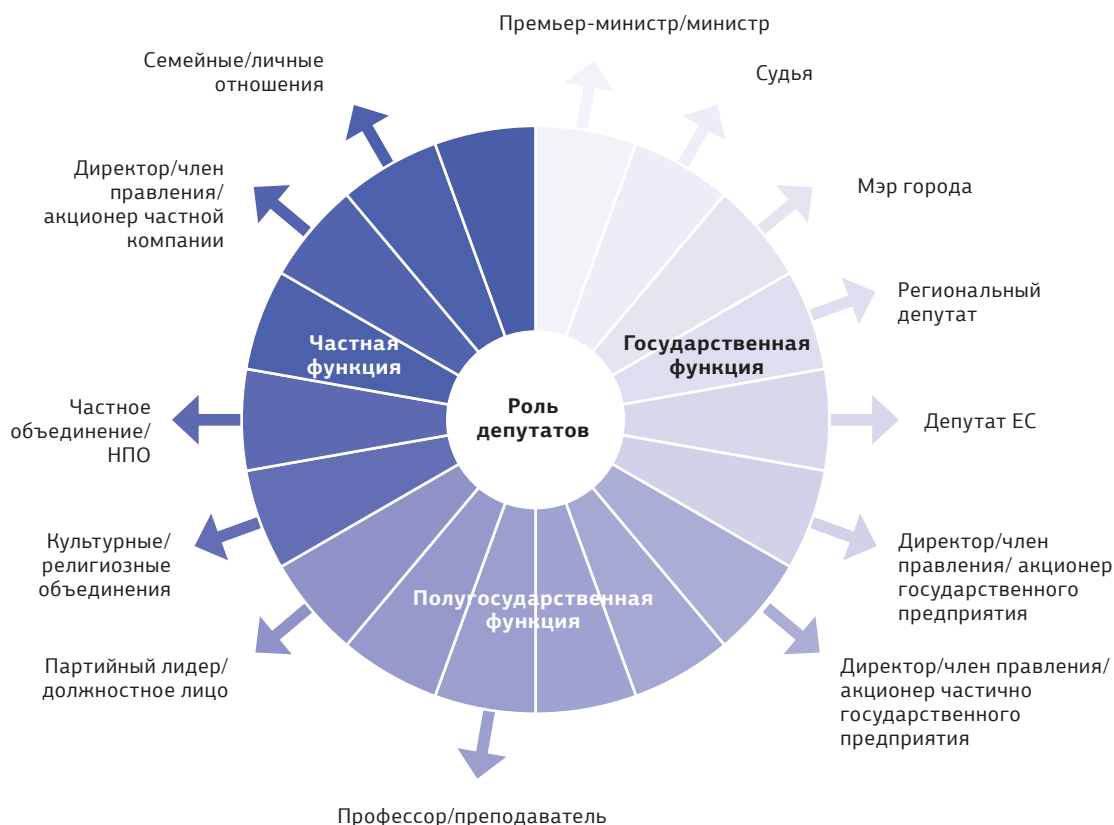 Премьер-министр/министр
Судья
Мэр города
Региональный
депутат
Депутат ЕС
Директор/член
правления/ акционер
государственного
предприятия
Директор/член правления/
акционер частично
государственного
предприятия
Профессор/преподаватель
Партийный лидер/
должностное лицо
Культурные/
религиозные
объединения
Частное
объединение/
НПО
Директор/член
правления/
акционер частной
компании
Семейные/личные
отношения
Частная
функция
Государственная
функция
Полугосударственная
функция
Роль
депутатов